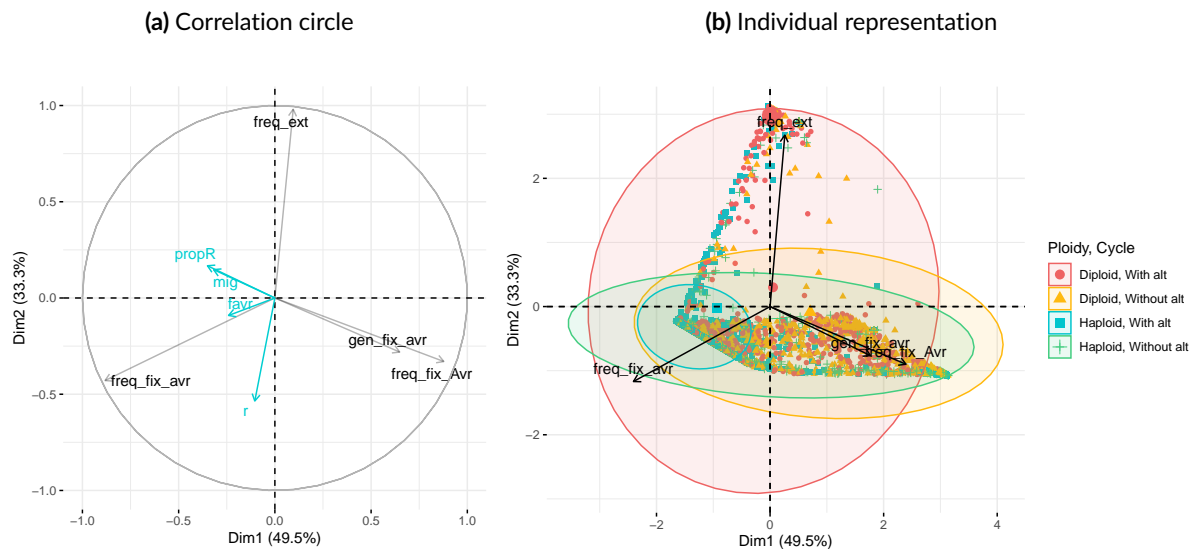 (a) Correlation circle
1.0
0.5
0.0
−0.5
−1.0
−1.0
−0.5
0.0
0.5
1.0
Dim2 (33.3%)
Dim1 (49.5%)
freq_ext
propR
mig
favr
gen_fix_avr
freq_fix_Avr
freq_fix_avr
r
(b) Individual representation
2
0
−2
−2
0
2
4
Dim2 (33.3%)
Dim1 (49.5%)
freq_ext
gen_fix_avr
freq_fix_Avr
freq_fix_avr
Ploidy, Cycle
Diploid, With alt
Diploid, Without alt
Haploid, With alt
Haploid, Without alt